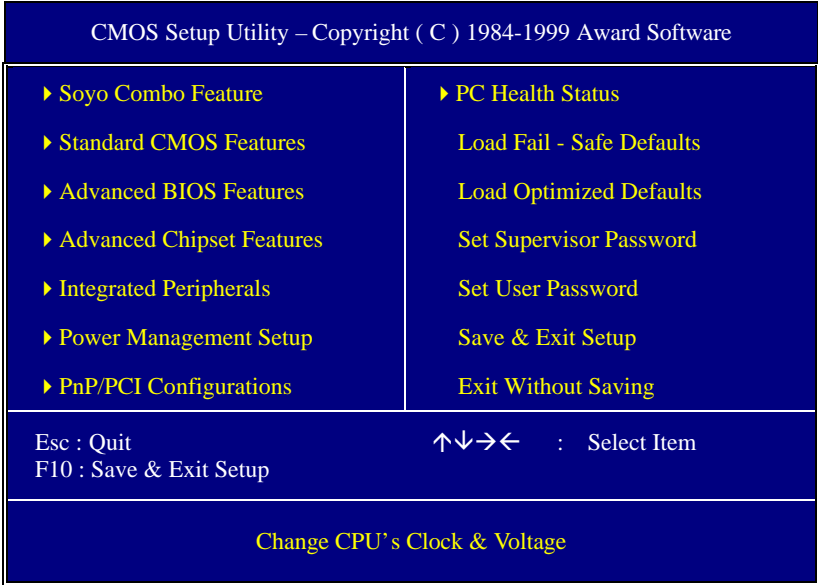 CMOS Setup Utility – Copyright ( C ) 1984-1999 Award Software
Soyo Combo Feature
Standard CMOS Features
Advanced BIOS Features
Advanced Chipset Features
Integrated Peripherals
Power Management Setup
PnP/PCI Configurations
PC Health Status
Load Fail - Safe Defaults
Load Optimized Defaults
Set Supervisor Password
Set User Password
Save & Exit Setup
Exit Without Saving
Esc : Quit
F10 : Save & Exit Setup
↑↓→← : Select Item
Change CPU's Clock & Voltage